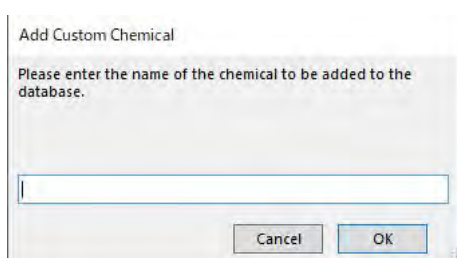 Add Custom Chemical
Please enter the name of the chemical to be added to the
database.
Cancel OK